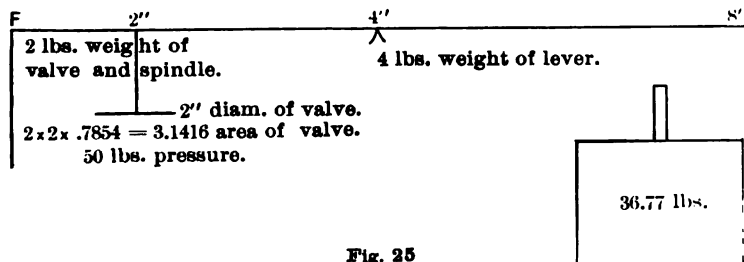 F 2" 4" 8"
2 lbs. weight of
valve and spindle.
4 lbs. weight of lever.
2" diam. of valve.
2 x 2 x .7854 = 3.1416 area of valve.
50 lbs. pressure.
36.77 lbs.
Fig. 25